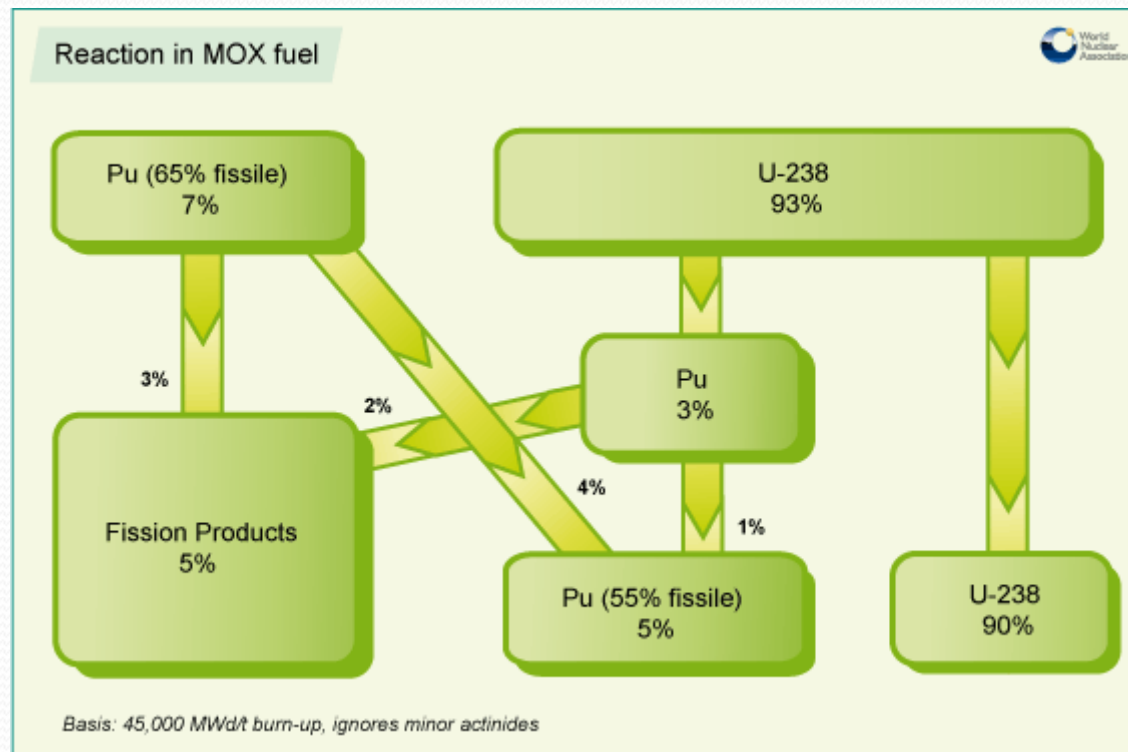 Reaction in MOX fuel
World
Nuclear
Association
Pu (65% fissile)
7%
U-238
93%
3%
2%
Pu
3%
4%
1%
Fission Products
5%
Pu (55% fissile)
5%
U-238
90%
Basis: 45,000 MWd/t burn-up, ignores minor actinides